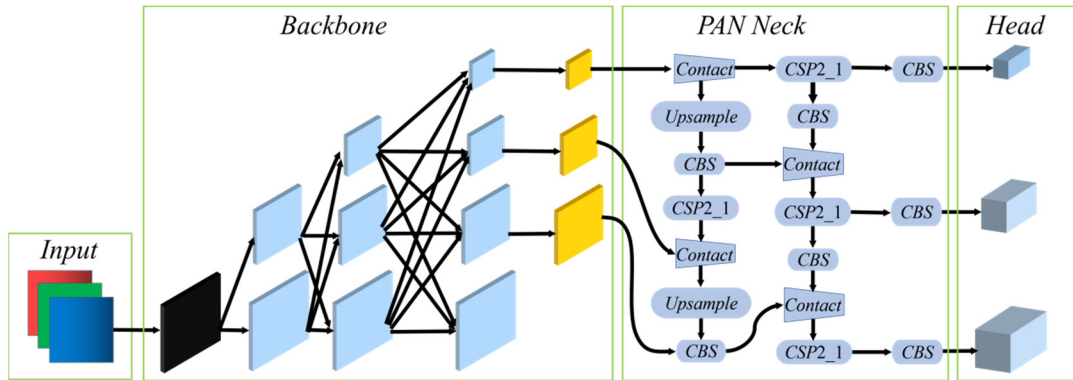 Backbone
PAN Neck
Head
Input
Contact
CSP2_1
CBS
Upsample
CBS
CBS
Contact
CSP2_1
CSP2_1
CBS
Contact
CBS
Upsample
Contact
CBS
CSP2_1
CBS